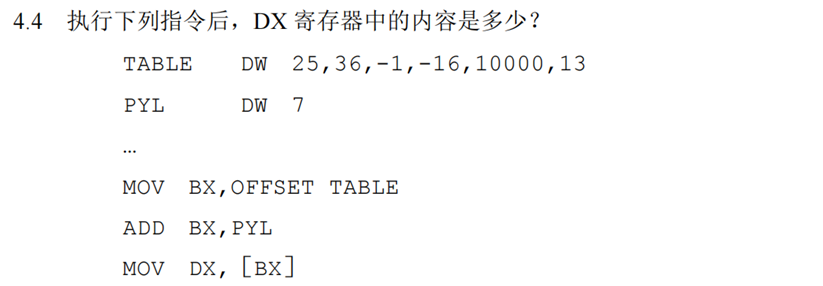 4.4 执行下列指令后，DX 寄存器中的内容是多少？
TABLE DW 25,36,-1,-16,10000,13
PYL DW 7
…
MOV BX,OFFSET TABLE
ADD BX,PYL
MOV DX,［BX］